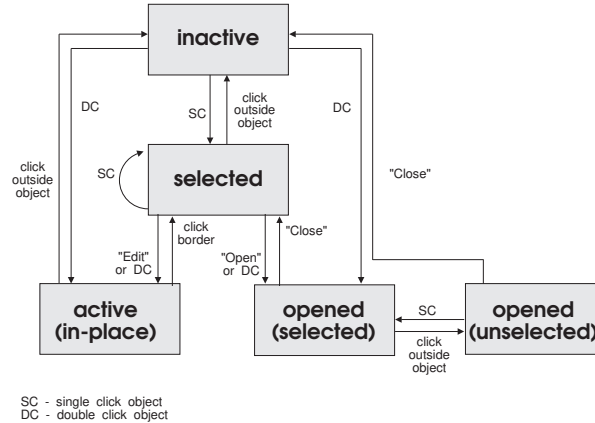 inactive
DC
SC
click
outside
object
DC
click
outside
object
SC
selected
"Close"
"Edit"
or DC
click
border
"Open"
or DC
"Close"
active
(in-place)
opened
(selected)
SC
click
outside
object
opened
(unselected)
SC - single click object
DC - double click object